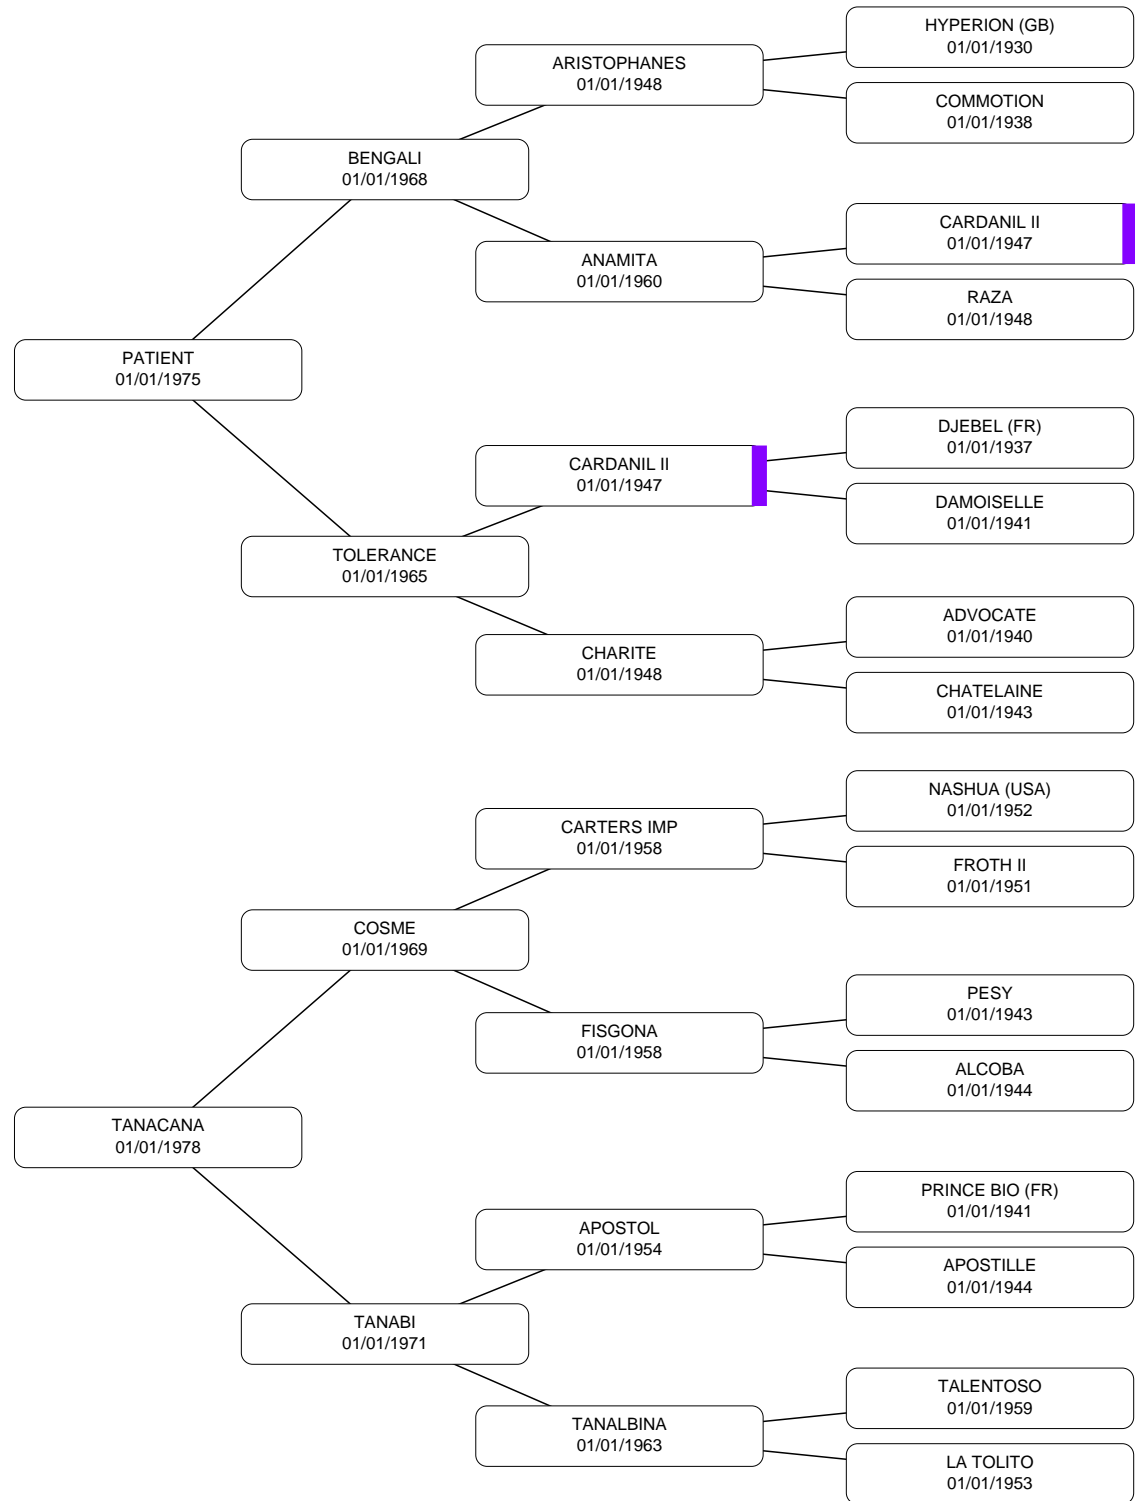 HYPERION (GB)
01/01/1930
ARISTOPHANES
01/01/1948
COMMOTION
01/01/1938
BENGALI
01/01/1968
CARDANIL II
01/01/1947
ANAMITA
01/01/1960
RAZA
01/01/1948
PATIENT
01/01/1975
DJEBEL (FR)
01/01/1937
CARDANIL II
01/01/1947
DAMOISELLE
01/01/1941
TOLERANCE
01/01/1965
ADVOCATE
01/01/1940
CHARITE
01/01/1948
CHATELAINE
01/01/1943
NASHUA (USA)
01/01/1952
CARTERS IMP
01/01/1958
FROTH II
01/01/1951
COSME
01/01/1969
PESY
01/01/1943
FISGONA
01/01/1958
ALCOBA
01/01/1944
TANACANA
01/01/1978
PRINCE BIO (FR)
01/01/1941
APOSTOL
01/01/1954
APOSTILLE
01/01/1944
TANABI
01/01/1971
TALENTOSO
01/01/1959
TANALBINA
01/01/1963
LA TOLITO
01/01/1953